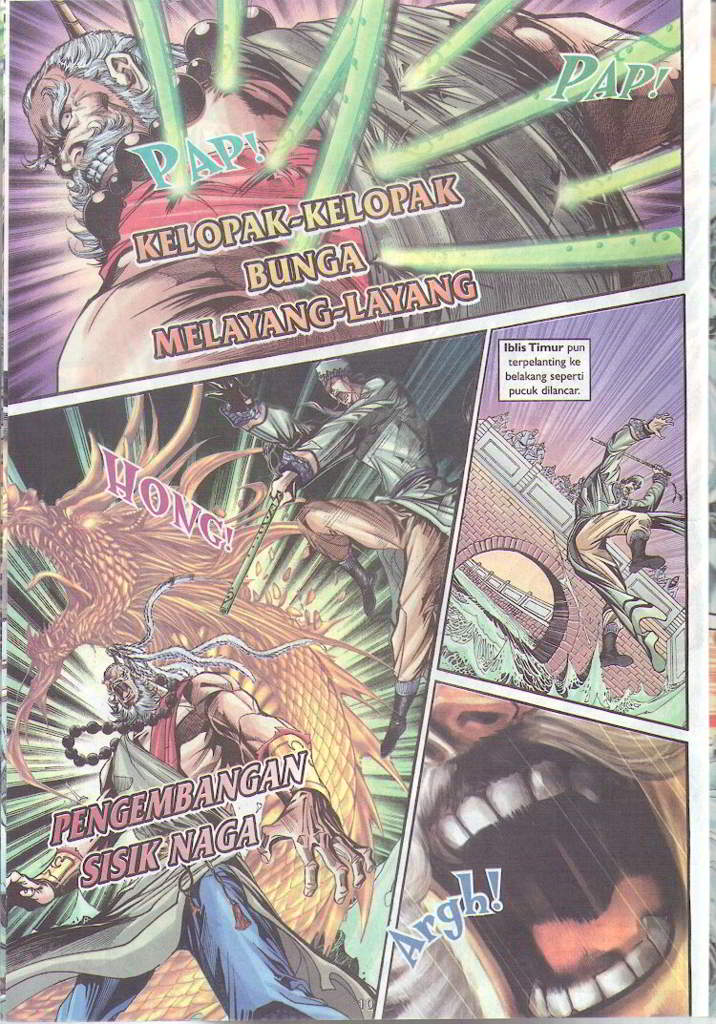 PAP!
PAP!
KELOPAK-KELOPAK
BUNGA
MELAYANG-LAYANG
HONG!
PENGEMBANGAN
SISIK NAGA
Iblis Timur pun
terpelanting ke
belakang seperti
pucuk dilancar.
Argh!
10